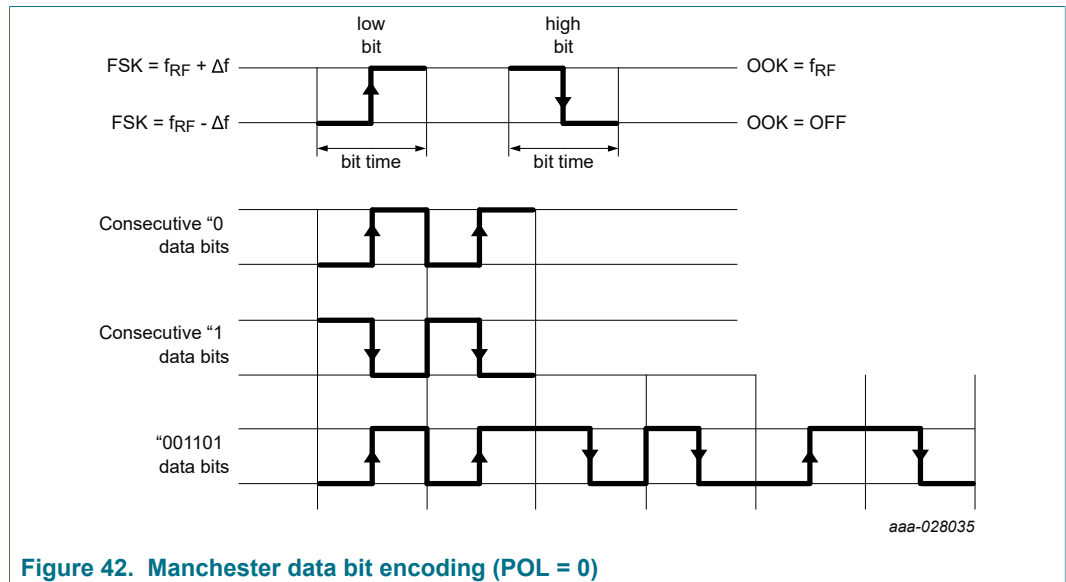 low
bit
high
bit
FSK = fRF + Δf
OOK = fRF
FSK = fRF - Δf
OOK = OFF
bit time
bit time
Consecutive “0
data bits
Consecutive “1
data bits
“001101
data bits
aaa-028035
Figure 42. Manchester data bit encoding (POL = 0)